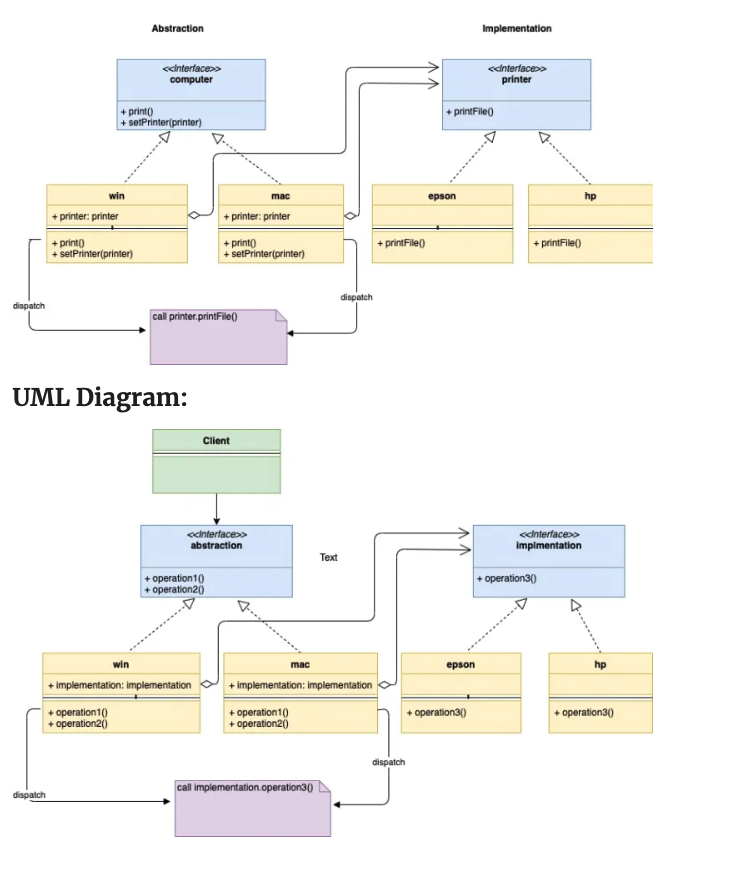 Abstraction
Implementation
<<Interface>>
computer
+ print()
+ setPrinter(printer)
<<Interface>>
printer
+ printFile()
win
+ printer: printer
+ print()
+ setPrinter(printer)
mac
+ printer: printer
+ print()
+ setPrinter(printer)
epson
+ printFile()
hp
+ printFile()
dispatch
dispatch
call printer.printFile()
UML Diagram:
Client
<<Interface>>
abstraction
+ operation1()
+ operation2()
Text
<<Interface>>
implmentation
+ operation3()
win
+ implementation: implementation
+ operation1()
+ operation2()
mac
+ implementation: implementation
+ operation1()
+ operation2()
epson
+ operation3()
hp
+ operation3()
dispatch
dispatch
call implementation.operation3()